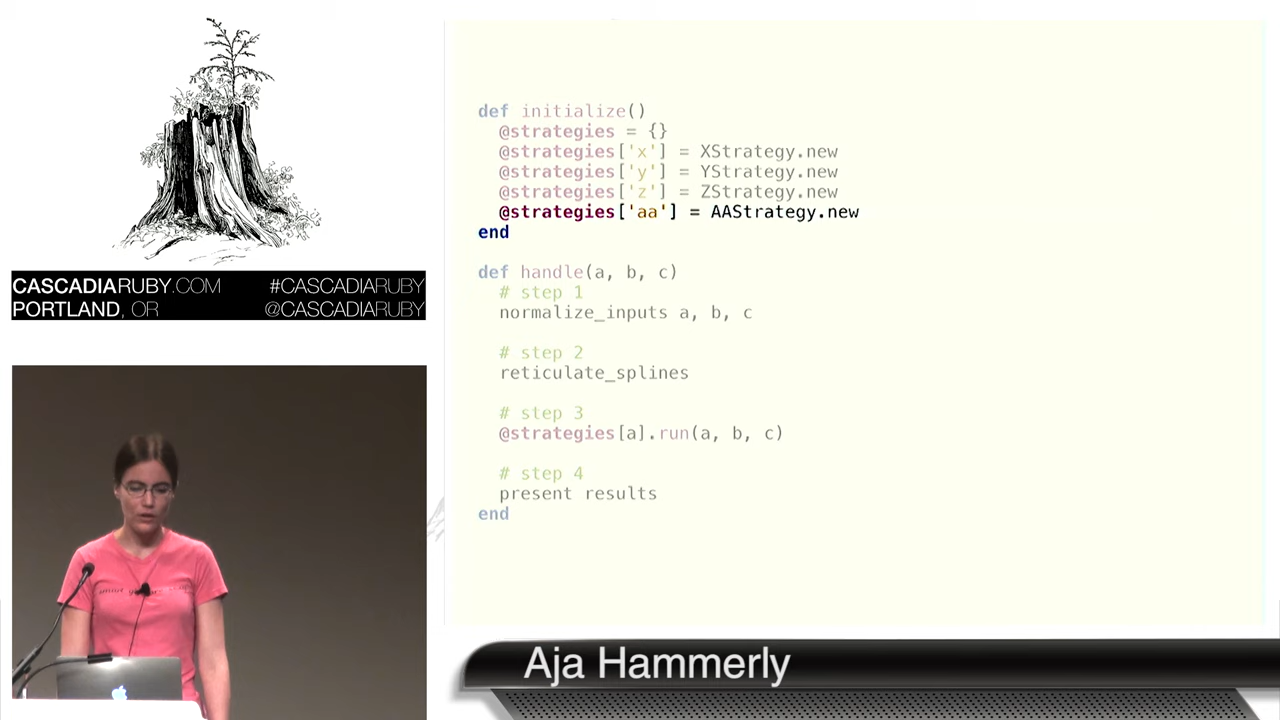 CASCADIARUBY.COM #CASCADIARUBY
PORTLAND, OR @CASCADIARUBY
def initialize()
  @strategies = {}
  @strategies['x'] = XStrategy.new
  @strategies['y'] = YStrategy.new
  @strategies['z'] = ZStrategy.new
  @strategies['aa'] = AAStrategy.new
end
def handle(a, b, c)
  # step 1
  normalize_inputs a, b, c
  # step 2
  reticulate_splines
  # step 3
  @strategies[a].run(a, b, c)
  # step 4
  present results
end
Aja Hammerly